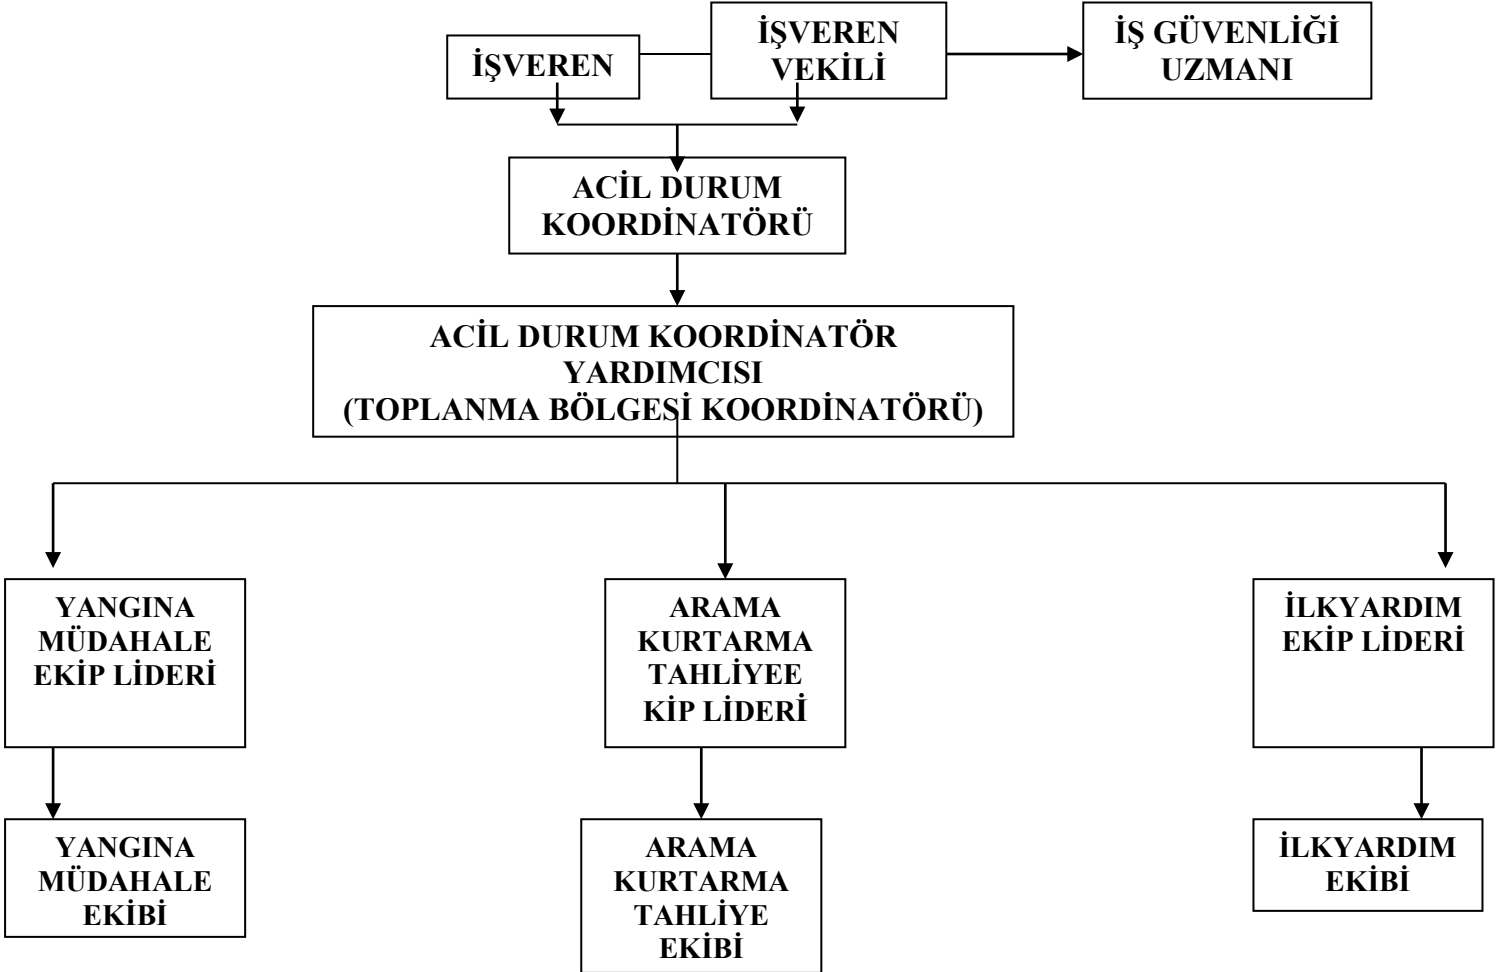 İŞVEREN
İŞVEREN
VEKİLİ
İŞ GÜVENLİĞİ
UZMANI
ACİL DURUM
KOORDİNATÖRÜ
ACİL DURUM KOORDİNATÖR
YARDIMCISI
(TOPLANMA BÖLGESİ KOORDİNATÖRÜ)
YANGINA
MÜDAHALE
EKİP LİDERİ
ARAMA
KURTARMA
TAHLİYEE
KİP LİDERİ
İLKYARDIM
EKİP LİDERİ
YANGINA
MÜDAHALE
EKİBİ
ARAMA
KURTARMA
TAHLİYE
EKİBİ
İLKYARDIM
EKİBİ